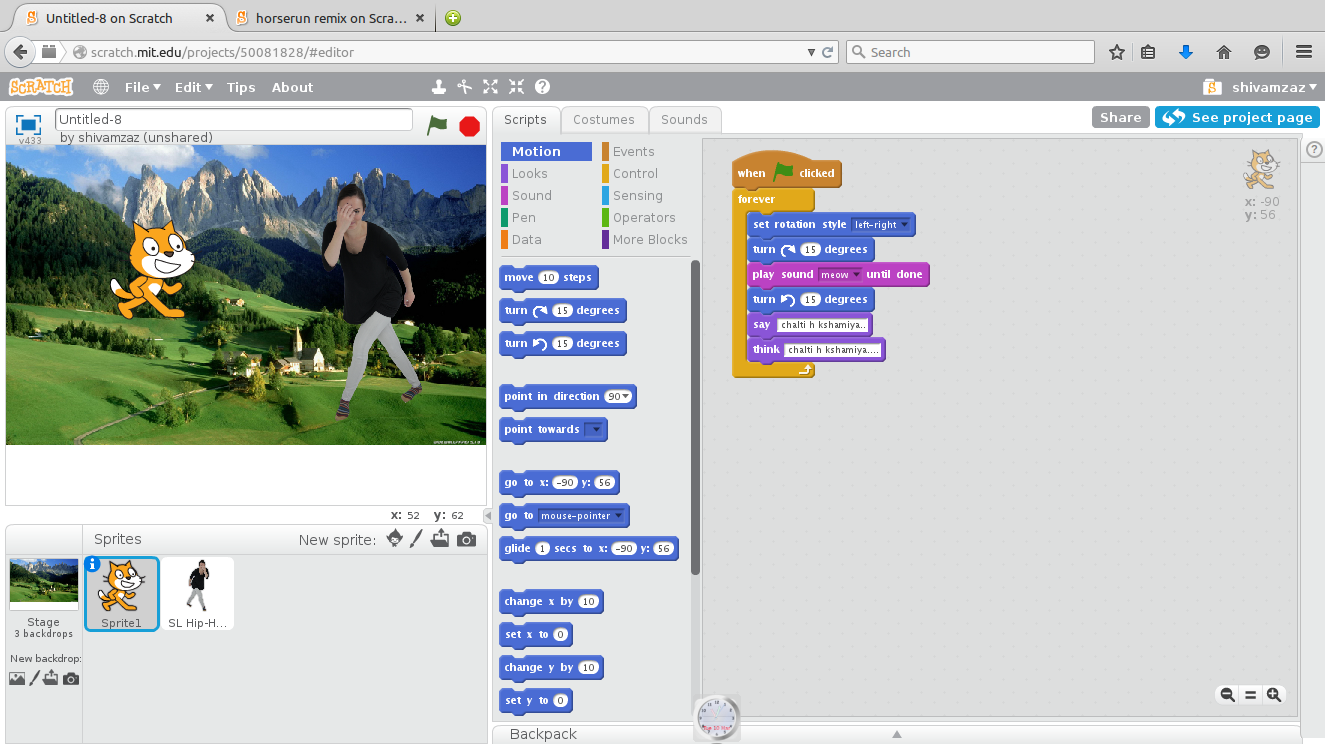 Untitled-8 on Scratch
horserun remix on Scra...
scratch.mit.edu/projects/50081828/#editor
Search
SCRATCH
File
Edit
Tips
About
shivamzaz
v433
Untitled-8
by shivamzaz (unshared)
Scripts
Costumes
Sounds
Share
See project page
Motion
Events
Looks
Control
Sound
Sensing
Pen
Operators
Data
More Blocks
move 10 steps
turn 15 degrees
turn 15 degrees
point in direction 90
point towards
go to x: -90 y: 56
go to mouse-pointer
glide 1 secs to x: -90 y: 56
change x by 10
set x to 0
change y by 10
set y to 0
when clicked
forever
set rotation style left-right
turn 15 degrees
play sound meow until done
turn 15 degrees
say chalti h kshamiya..
think chalti h kshamiya....
x: -90
y: 56
x: 52 y: 62
Sprites
New sprite:
Stage
3 backdrops
New backdrop:
Sprite1
SL Hip-H...
Backpack